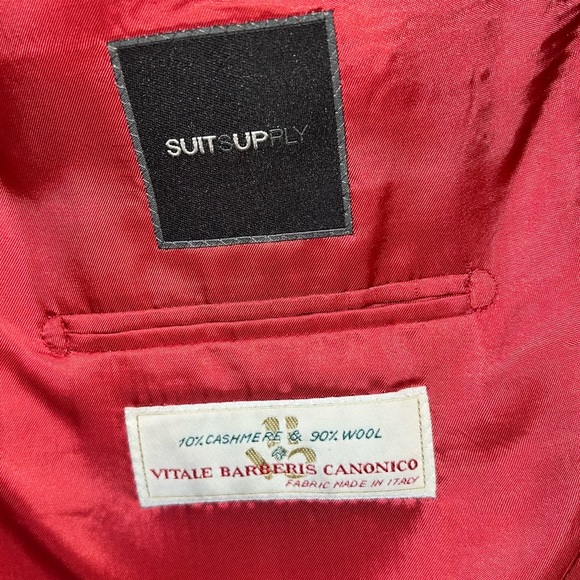 SUITSUPPLY
10% CASHMERE & 90% WOOL
VITALE BARBERIS CANONICO
FABRIC MADE IN ITALY